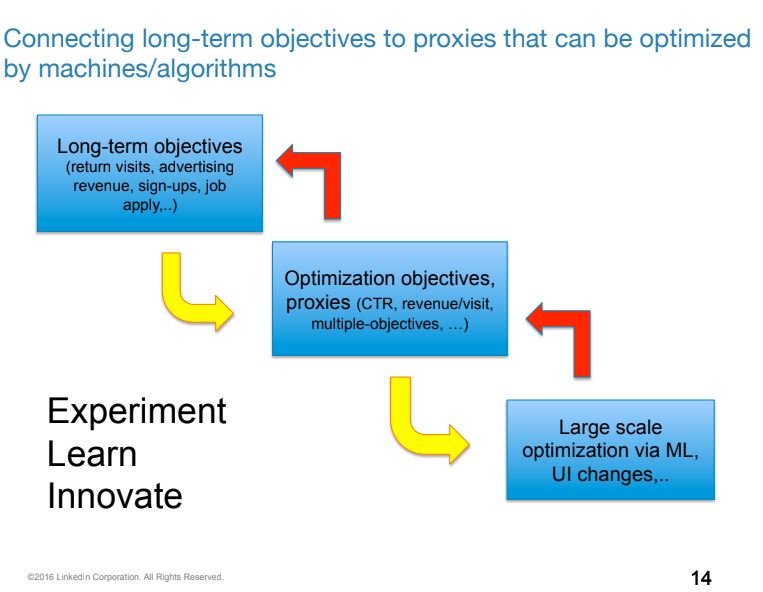 Connecting long-term objectives to proxies that can be optimized
by machines/algorithms
Long-term objectives
(return visits, advertising
revenue, sign-ups, job
apply,..)
Optimization objectives,
proxies (CTR, revenue/visit,
multiple-objectives, …)
Large scale
optimization via ML,
UI changes,..
Experiment
Learn
Innovate
©2016 LinkedIn Corporation. All Rights Reserved.
14